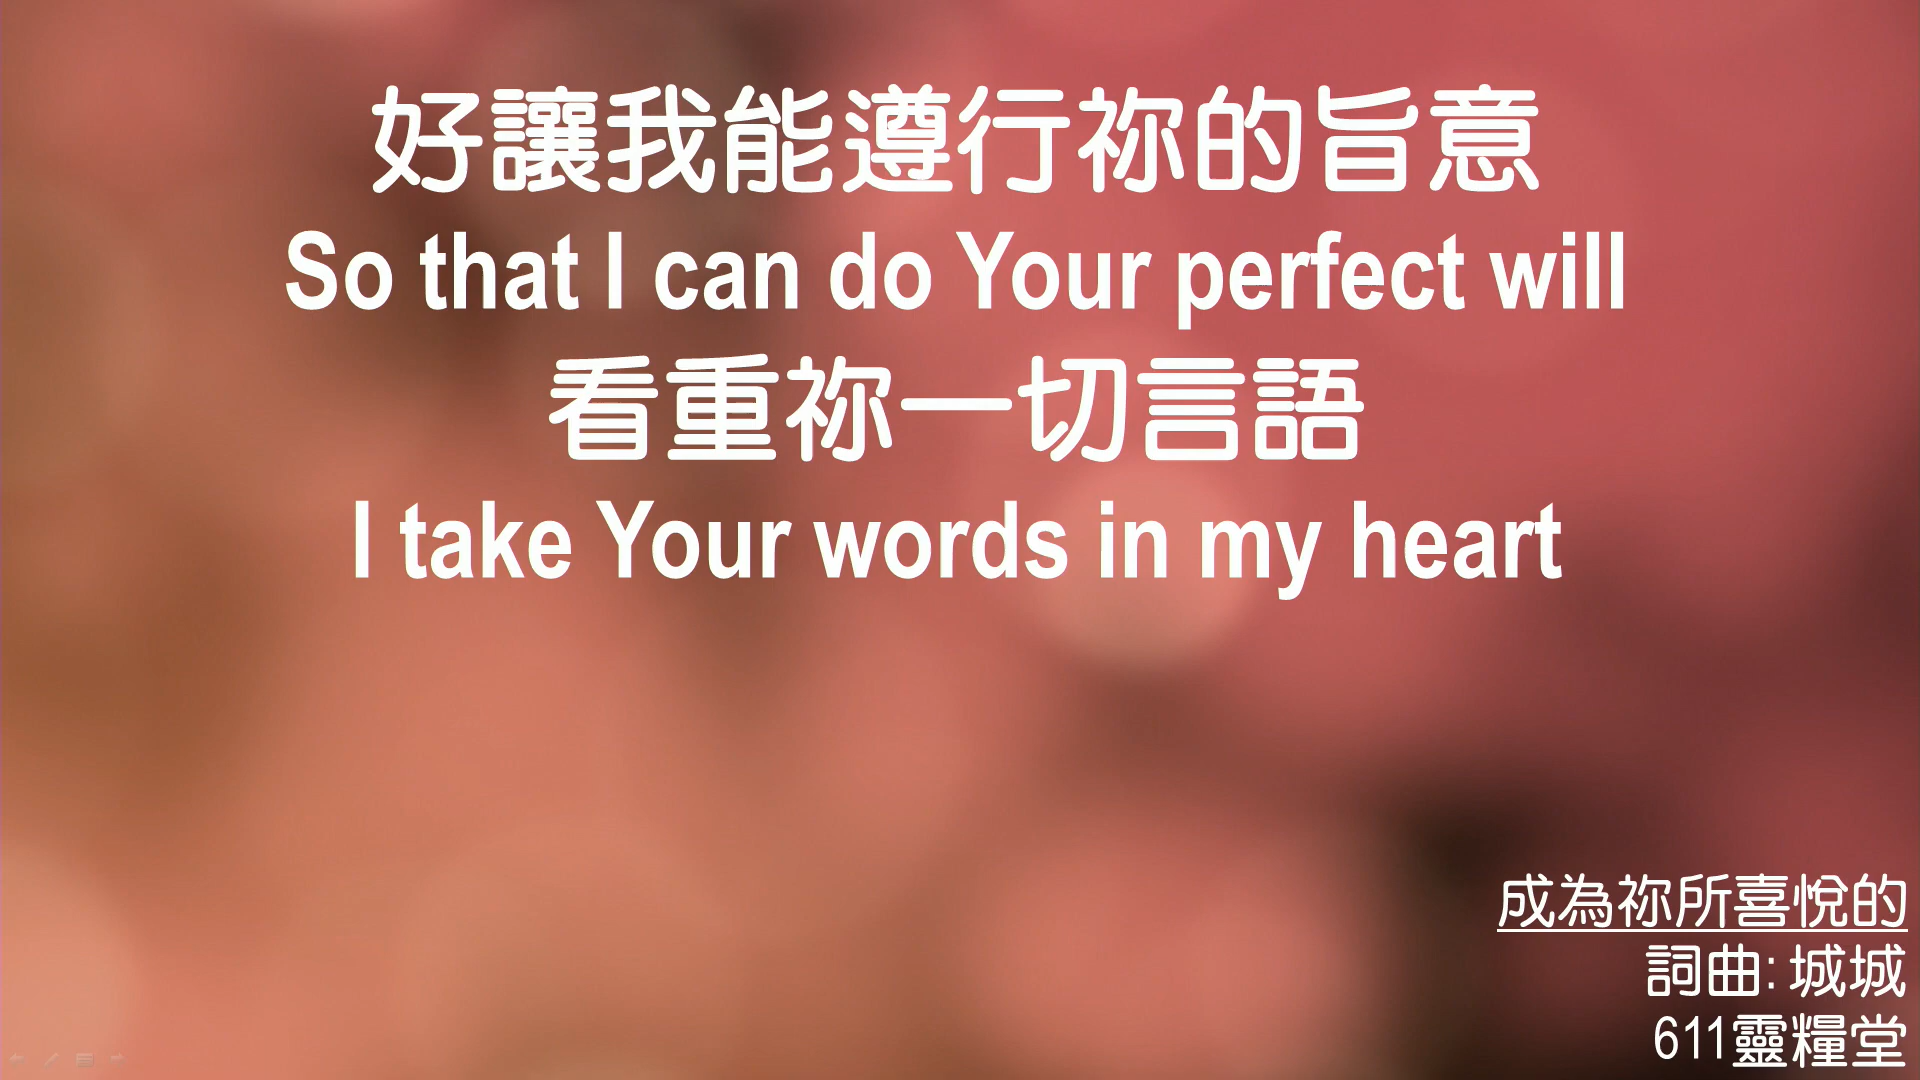 好讓我能遵行祢的旨意
So that I can do Your perfect will
看重祢一切言語
I take Your words in my heart
成為祢所喜悅的
詞曲: 城城
611靈糧堂